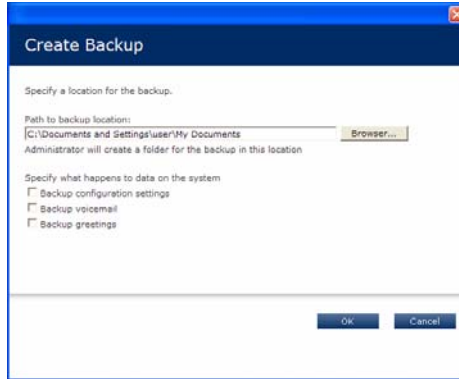 Create Backup
Specify a location for the backup.
Path to backup location:
C:\Documents and Settings\user\My Documents
Browser...
Administrator will create a folder for the backup in this location
Specify what happens to data on the system
Backup configuration settings
Backup voicemail
Backup greetings
OK
Cancel